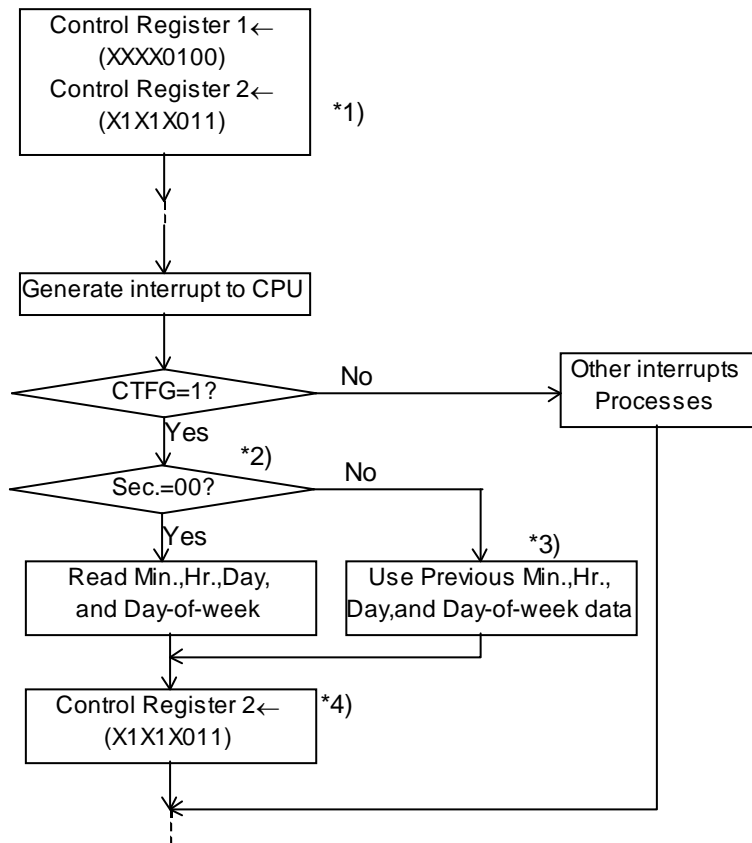 Control Register 1←
(XXXX0100)
Control Register 2←
(X1X1X011)
*1)
Generate interrupt to CPU
CTFG=1?
No
Other interrupts
Processes
Yes
*2)
Sec.=00?
No
Yes
*3)
Read Min.,Hr.,Day,
and Day-of-week
Use Previous Min.,Hr.,
Day,and Day-of-week data
Control Register 2←
(X1X1X011)
*4)